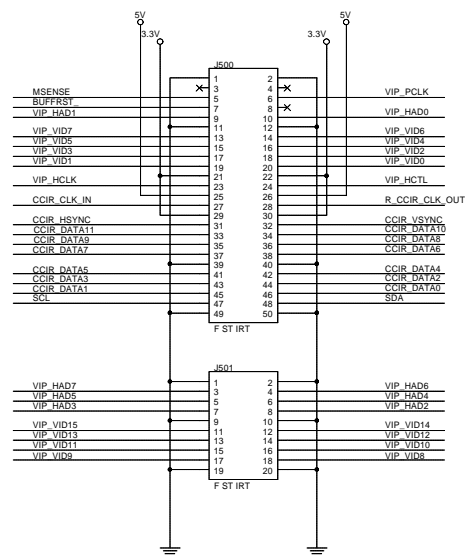 5V 5V
3.3V 3.3V
J500
1 2
3 4
MSENSE 5 6 VIP_PCLK
BUFFRST_ 7 8
VIP_HAD1 9 10 VIP_HAD0
11 12
VIP_VID7 13 14 VIP_VID6
VIP_VID5 15 16 VIP_VID4
VIP_VID3 17 18 VIP_VID2
VIP_VID1 19 20 VIP_VID0
21 22
VIP_HCLK 23 24 VIP_HCTL
25 26
CCIR_CLK_IN 27 28 R_CCIR_CLK_OUT
29 30
CCIR_HSYNC 31 32 CCIR_VSYNC
CCIR_DATA11 33 34 CCIR_DATA10
CCIR_DATA9 35 36 CCIR_DATA8
CCIR_DATA7 37 38 CCIR_DATA6
39 40
CCIR_DATA5 41 42 CCIR_DATA4
CCIR_DATA3 43 44 CCIR_DATA2
CCIR_DATA1 45 46 CCIR_DATA0
SCL 47 48 SDA
49 50
F ST IRT
J501
1 2
VIP_HAD7 3 4 VIP_HAD6
VIP_HAD5 5 6 VIP_HAD4
VIP_HAD3 7 8 VIP_HAD2
9 10
VIP_VID15 11 12 VIP_VID14
VIP_VID13 13 14 VIP_VID12
VIP_VID11 15 16 VIP_VID10
VIP_VID9 17 18 VIP_VID8
19 20
F ST IRT